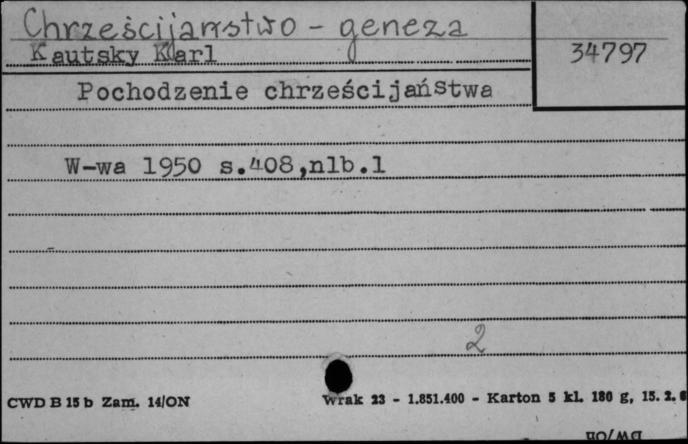 Chrześcijaństwo - geneza
Kautsky Karl
34797
Pochodzenie chrześcijaństwa
W-wa 1950 s.408,nlb.1
2
CWD B 15 b Zam. 14/ON
Wrak 23 - 1.851.400 - Karton 5 kl. 180 g, 15. 2. 6